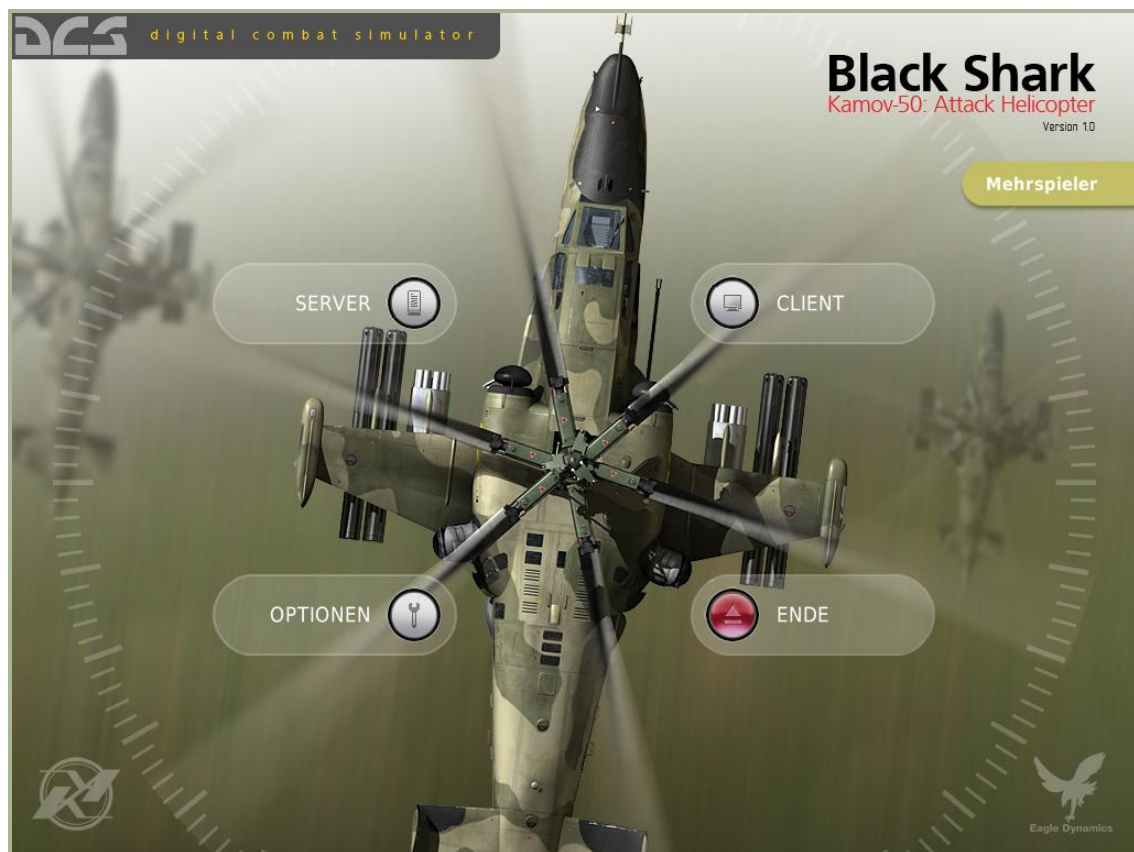 DCS digital combat simulator
Black Shark
Kamov-50: Attack Helicopter
Version 1.0
Mehrspieler
SERVER
CLIENT
OPTIONEN
ENDE
Eagle Dynamics